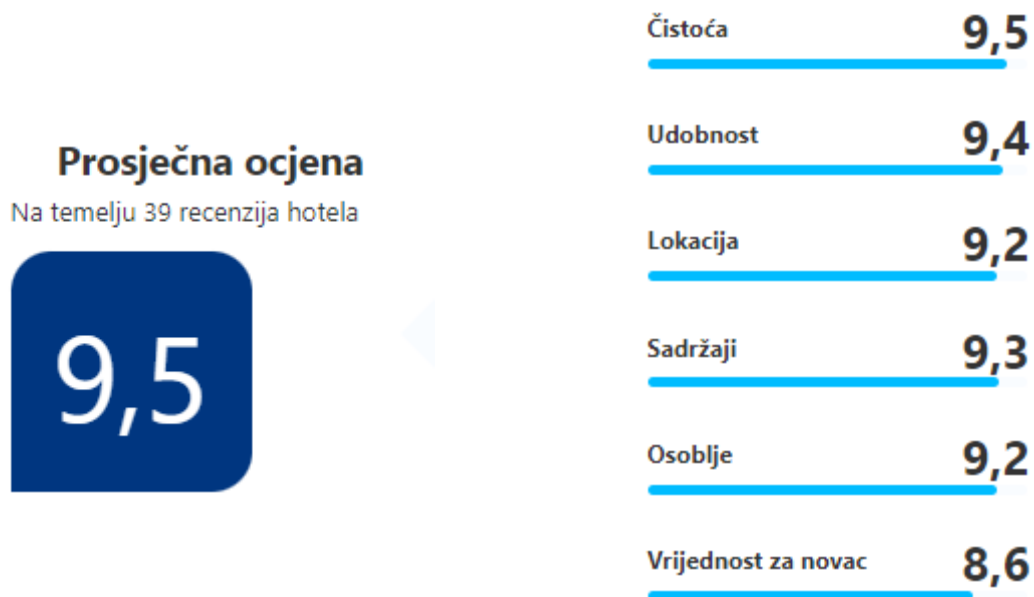 Prosječna ocjena
Na temelju 39 recenzija hotela
9,5
Čistoća 9,5
Udobnost 9,4
Lokacija 9,2
Sadržaji 9,3
Osoblje 9,2
Vrijednost za novac 8,6